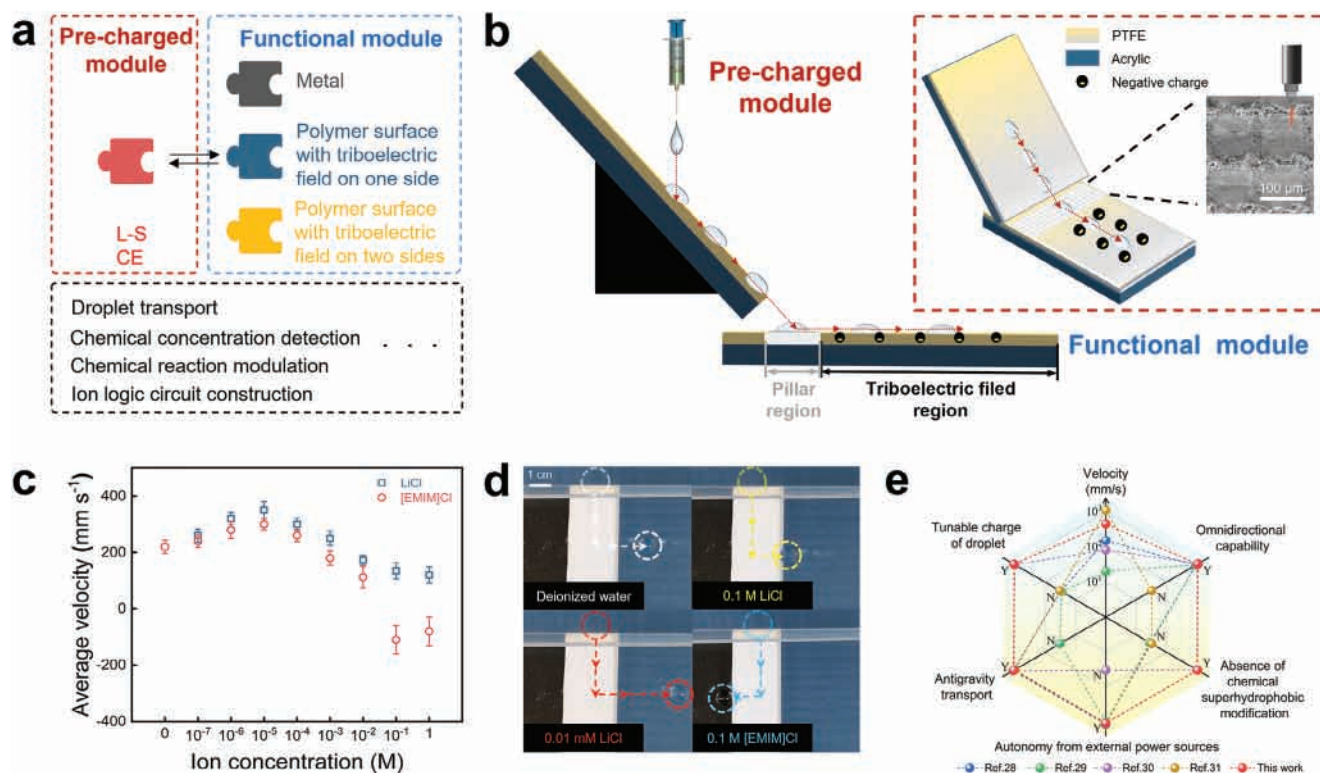 a
Pre-charged
module
Functional module
Metal
Polymer surface
with triboelectric
field on one side
Polymer surface
with triboelectric
field on two sides
L-S
CE
Droplet transport
Chemical concentration detection . . .
Chemical reaction modulation
Ion logic circuit construction
b
Pre-charged
module
PTFE
Acrylic
Negative charge
100 μm
Functional module
Pillar
region
Triboelectric filed
region
c
Average velocity (mm s⁻¹)
400
200
0
-200
-400
LiCl
[EMIM]Cl
0 10⁻⁷ 10⁻⁶ 10⁻⁵ 10⁻⁴ 10⁻³ 10⁻² 10⁻¹ 1
Ion concentration (M)
d
1 cm
Deionized water
0.1 M LiCl
0.01 mM LiCl
0.1 M [EMIM]Cl
e
Velocity
(mm/s)
Tunable charge
of droplet
Omnidirectional
capability
Y
Y
N
N
N
N
N
Y
Y
Y
Antigravity
transport
Absence of
chemical
superhydrophobic
modification
Autonomy from external power sources
Ref.28 Ref.29 Ref.30 Ref.31 This work